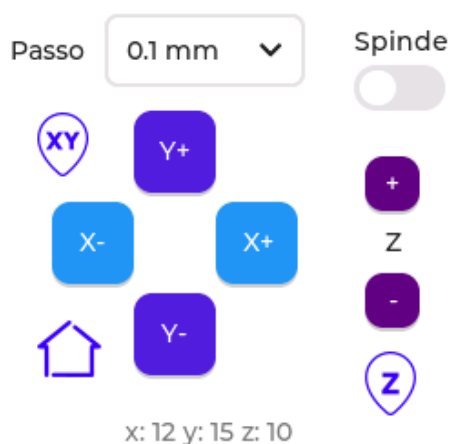 Passo 0.1 mm Spinde
XY
Y+
+
X- X+ Z
-
Y-
Z
x: 12 y: 15 z: 10